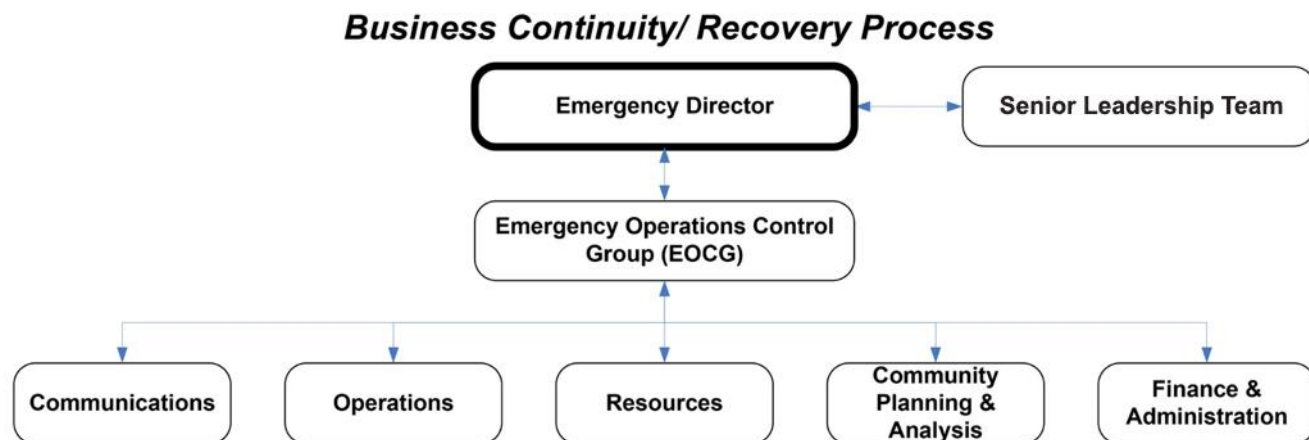 Business Continuity/ Recovery Process
Emergency Director
Senior Leadership Team
Emergency Operations Control
Group (EOCG)
Communications
Operations
Resources
Community
Planning &
Analysis
Finance &
Administration